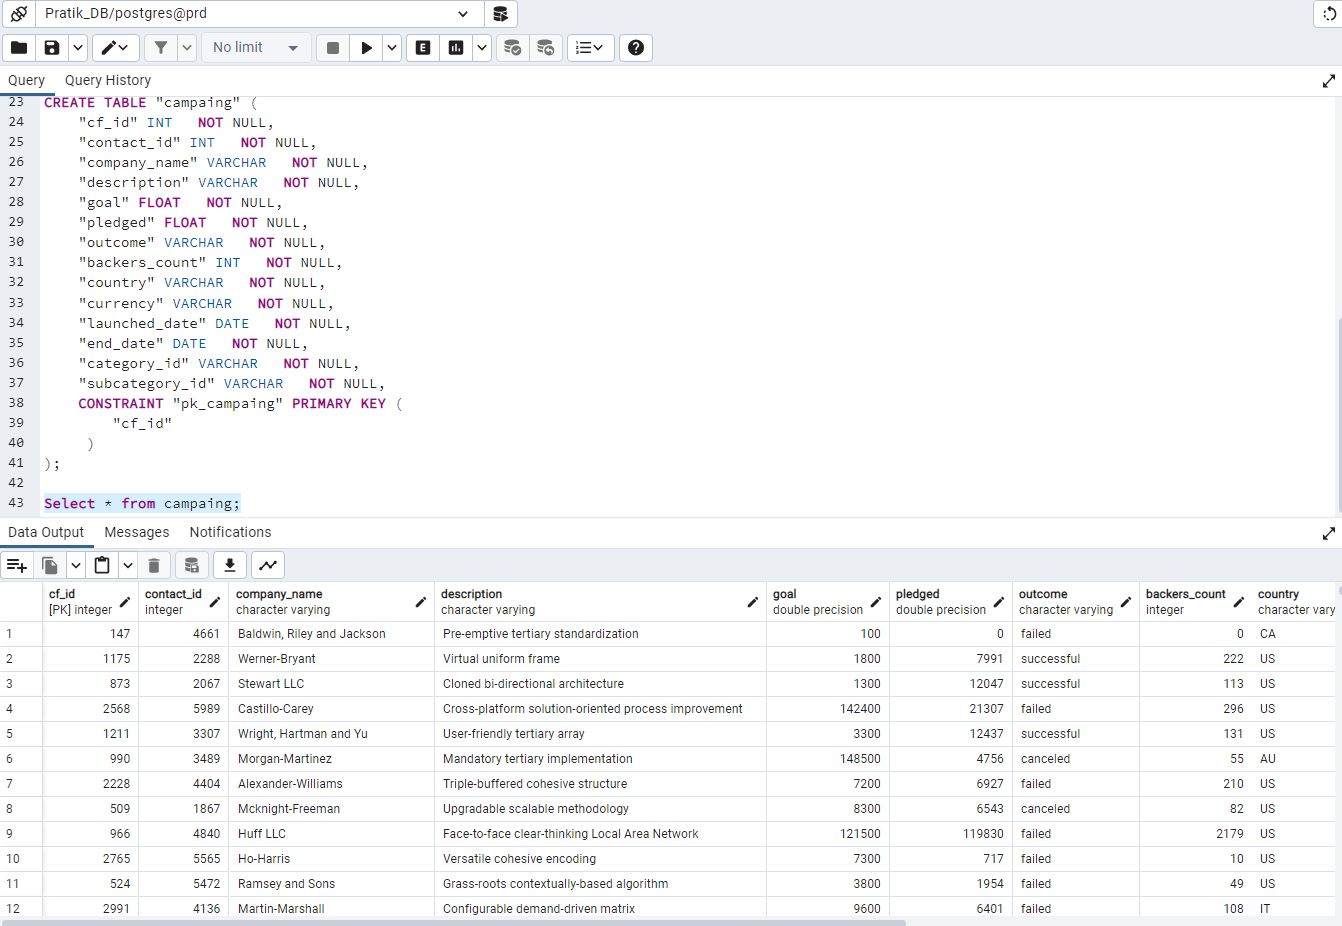 Pratik_DB/postgres@prd
No limit
E
Query Query History
23 CREATE TABLE "campaing" (
24 "cf_id" INT NOT NULL,
25 "contact_id" INT NOT NULL,
26 "company_name" VARCHAR NOT NULL,
27 "description" VARCHAR NOT NULL,
28 "goal" FLOAT NOT NULL,
29 "pledged" FLOAT NOT NULL,
30 "outcome" VARCHAR NOT NULL,
31 "backers_count" INT NOT NULL,
32 "country" VARCHAR NOT NULL,
33 "currency" VARCHAR NOT NULL,
34 "launched_date" DATE NOT NULL,
35 "end_date" DATE NOT NULL,
36 "category_id" VARCHAR NOT NULL,
37 "subcategory_id" VARCHAR NOT NULL,
38 CONSTRAINT "pk_campaing" PRIMARY KEY (
39 "cf_id"
40 )
41 );
42
43 Select * from campaing;
Data Output Messages Notifications
cf_id contact_id company_name description goal pledged outcome backers_count country
[PK] integer integer character varying character varying double precision double precision character varying integer character vary
1 147 4661 Baldwin, Riley and Jackson Pre-emptive tertiary standardization 100 0 failed 0 CA
2 1175 2288 Werner-Bryant Virtual uniform frame 1800 7991 successful 222 US
3 873 2067 Stewart LLC Cloned bi-directional architecture 1300 12047 successful 113 US
4 2568 5989 Castillo-Carey Cross-platform solution-oriented process improvement 142400 21307 failed 296 US
5 1211 3307 Wright, Hartman and Yu User-friendly tertiary array 3300 12437 successful 131 US
6 990 3489 Morgan-Martinez Mandatory tertiary implementation 148500 4756 canceled 55 AU
7 2228 4404 Alexander-Williams Triple-buffered cohesive structure 7200 6927 failed 210 US
8 509 1867 Mcknight-Freeman Upgradable scalable methodology 8300 6543 canceled 82 US
9 966 4840 Huff LLC Face-to-face clear-thinking Local Area Network 121500 119830 failed 2179 US
10 2765 5565 Ho-Harris Versatile cohesive encoding 7300 717 failed 10 US
11 524 5472 Ramsey and Sons Grass-roots contextually-based algorithm 3800 1954 failed 49 US
12 2991 4136 Martin-Marshall Configurable demand-driven matrix 9600 6401 failed 108 IT